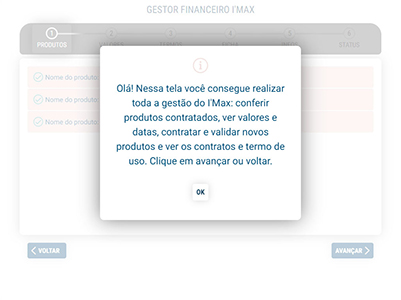 GESTOR FINANCEIRO I'MAX
1
2
3
4
5
6
PRODUTOS
STATUS
Nome do produto
Nome do produto
Nome do produto
Olá! Nessa tela você consegue realizar
toda a gestão do I'Max: conferir
produtos contratados, ver valores e
datas, contratar e validar novos
produtos e ver os contratos e termo de
uso. Clique em avançar ou voltar.
OK
VOLTAR
AVANÇAR